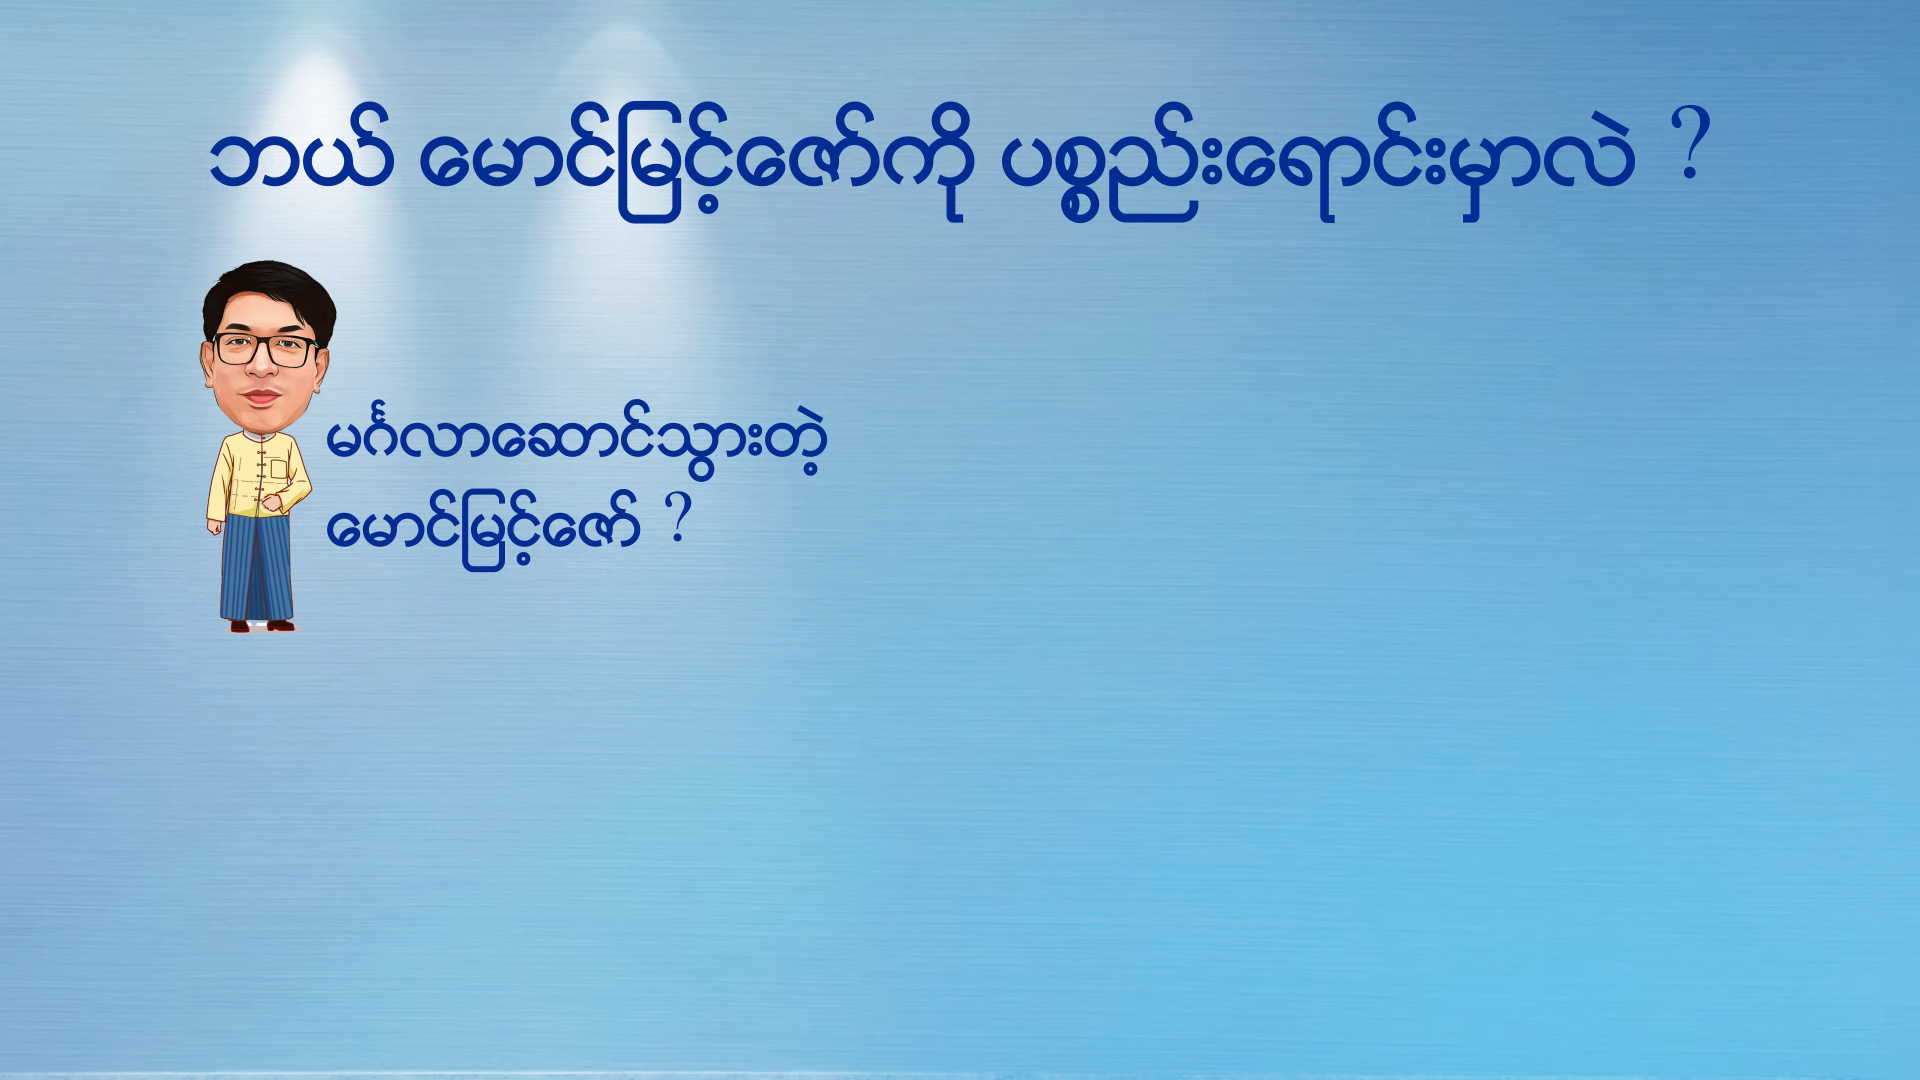 ဘယ် မောင်မြင့်ဇော်ကို ပစ္စည်းရောင်းမှာလဲ ?
မင်္ဂလာဆောင်သွားတဲ့
မောင်မြင့်ဇော် ?